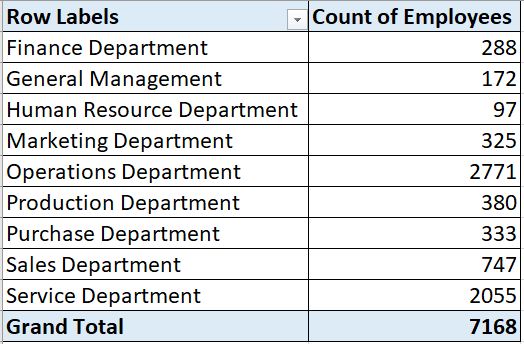 Row Labels Count of Employees
Finance Department 288
General Management 172
Human Resource Department 97
Marketing Department 325
Operations Department 2771
Production Department 380
Purchase Department 333
Sales Department 747
Service Department 2055
Grand Total 7168